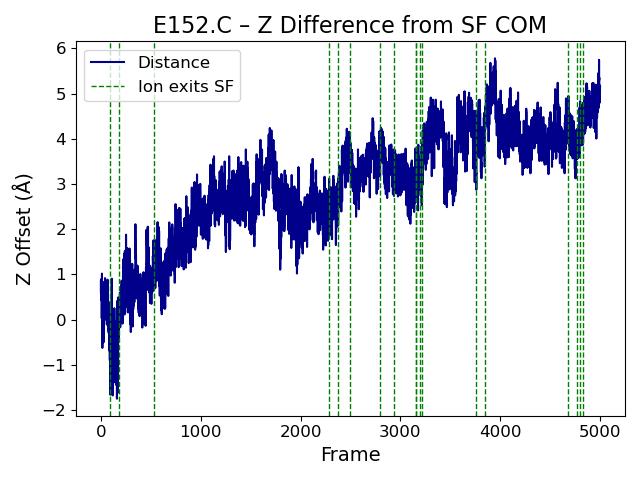 E152.C – Z Difference from SF COM
Distance
Ion exits SF
Z Offset (Å)
6
5
4
3
2
1
0
−1
−2
0 1000 2000 3000 4000 5000
Frame